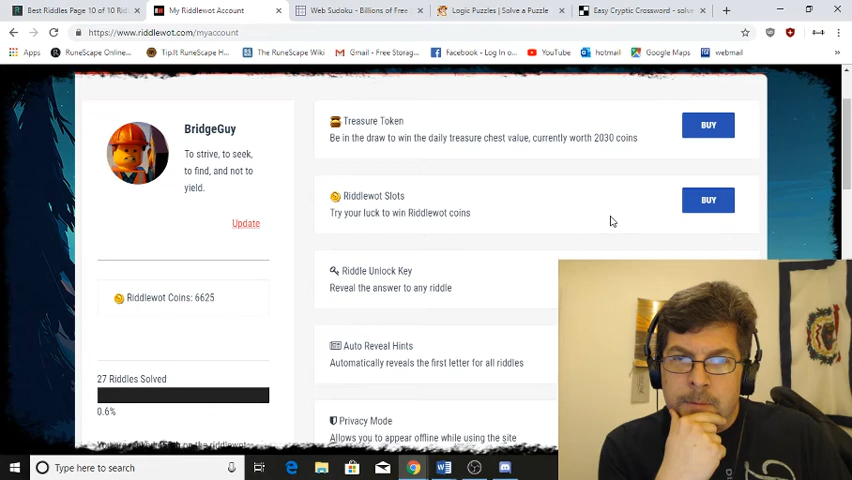 Best Riddles Page 10 of 10 Rid
My Riddlewot Account
Web Sudoku - Billions of Free
Logic Puzzles | Solve a Puzzle
Easy Cryptic Crossword - solve
https://www.riddlewot.com/myaccount
Apps
RuneScape Online...
Tip.It RuneScape H...
The RuneScape Wiki
Gmail - Free Storag...
Facebook - Log In o...
YouTube
hotmail
Google Maps
webmail
BridgeGuy
To strive, to seek,
to find, and not to
yield.
Update
Riddlewot Coins: 6625
27 Riddles Solved
0.6%
Treasure Token
Be in the draw to win the daily treasure chest value, currently worth 2030 coins
BUY
Riddlewot Slots
Try your luck to win Riddlewot coins
BUY
Riddle Unlock Key
Reveal the answer to any riddle
Auto Reveal Hints
Automatically reveals the first letter for all riddles
Privacy Mode
Allows you to appear offline while using the site
Type here to search